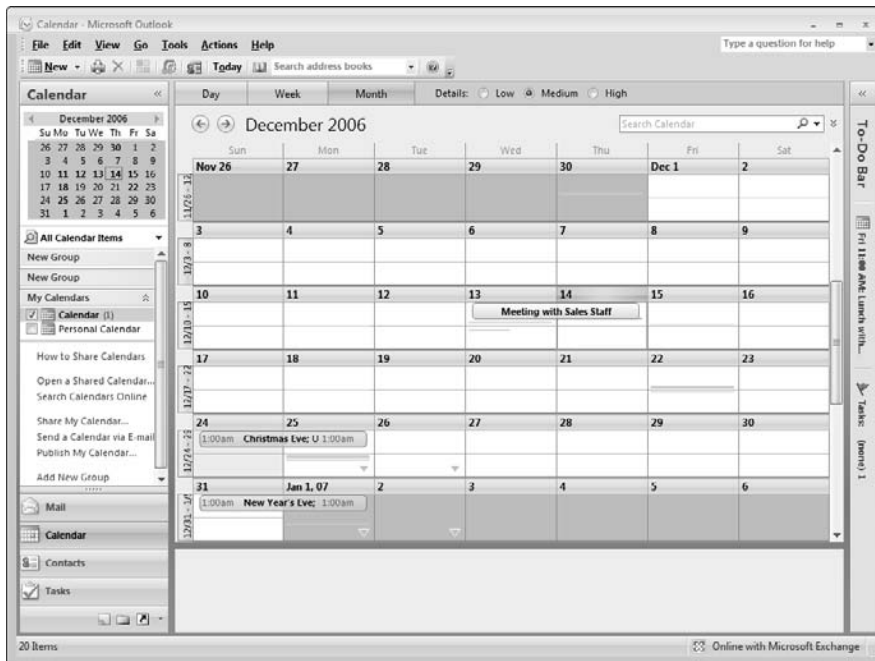 Calendar - Microsoft Outlook
File Edit View Go Tools Actions Help
Type a question for help
New Today Search address books
Calendar «
Day Week Month Details: Low Medium High
«
December 2006
Su Mo Tu We Th Fr Sa
26 27 28 29 30 1 2
3 4 5 6 7 8 9
10 11 12 13 14 15 16
17 18 19 20 21 22 23
24 25 26 27 28 29 30
31 1 2 3 4 5 6
All Calendar Items
New Group
New Group
My Calendars
Calendar (1)
Personal Calendar
How to Share Calendars
Open a Shared Calendar...
Search Calendars Online
Share My Calendar...
Send a Calendar via E-mail
Publish My Calendar...
Add New Group
Mail
Calendar
Contacts
Tasks
December 2006
Search Calendar
Sun Mon Tue Wed Thu Fri Sat
11/26 - 12
Nov 26 27 28 29 30 Dec 1 2
12/3 - 8
3 4 5 6 7 8 9
12/10 - 15
10 11 12 13 14 15 16
Meeting with Sales Staff
12/17 - 22
17 18 19 20 21 22 23
12/24 - 29
24 25 26 27 28 29 30
1:00am Christmas Eve; U 1:00am
12/31 - 1/5
31 Jan 1, 07 2 3 4 5 6
1:00am New Year's Eve; 1:00am
To-Do Bar
Fri 11:00 AM: Lunch with...
Tasks: (none) 1
20 Items
Online with Microsoft Exchange